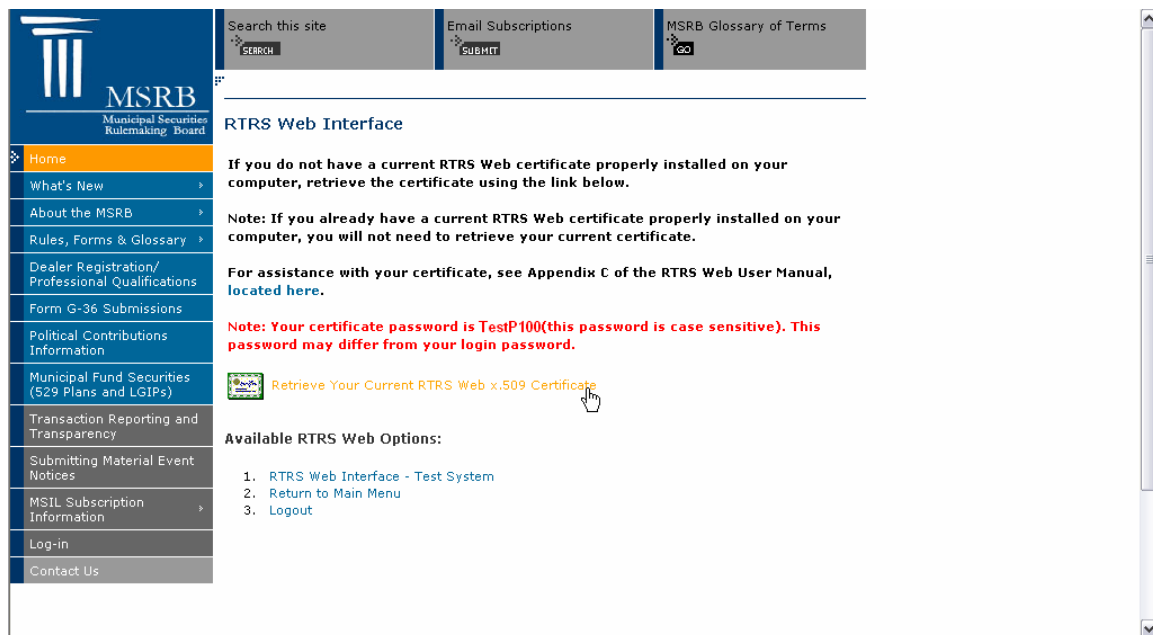 Search this site
SEARCH
Email Subscriptions
SUBMIT
MSRB Glossary of Terms
GO
MSRB
Municipal Securities
Rulemaking Board
Home
What's New
About the MSRB
Rules, Forms & Glossary
Dealer Registration/
Professional Qualifications
Form G-36 Submissions
Political Contributions
Information
Municipal Fund Securities
(529 Plans and LGIPs)
Transaction Reporting and
Transparency
Submitting Material Event
Notices
MSIL Subscription
Information
Log-in
Contact Us
RTRS Web Interface
If you do not have a current RTRS Web certificate properly installed on your
computer, retrieve the certificate using the link below.
Note: If you already have a current RTRS Web certificate properly installed on your
computer, you will not need to retrieve your current certificate.
For assistance with your certificate, see Appendix C of the RTRS Web User Manual,
located here.
Note: Your certificate password is TestP100(this password is case sensitive). This
password may differ from your login password.
Retrieve Your Current RTRS Web x.509 Certificate
Available RTRS Web Options:
1. RTRS Web Interface - Test System
2. Return to Main Menu
3. Logout